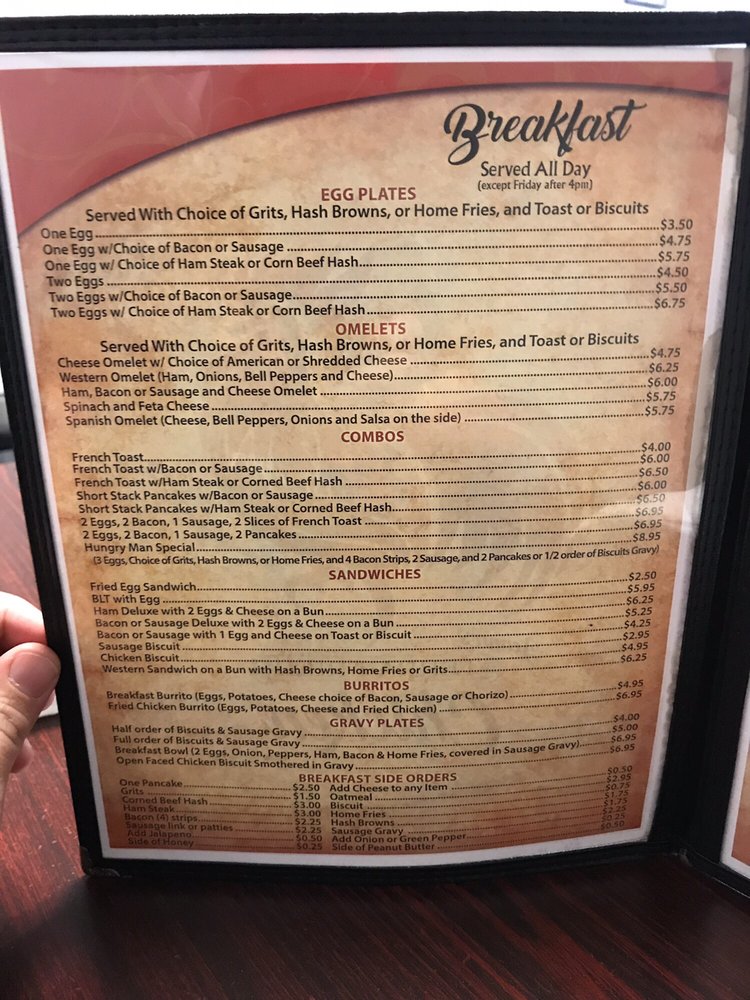 Breakfast
Served All Day
(except Friday after 4pm)
EGG PLATES
Served With Choice of Grits, Hash Browns, or Home Fries, and Toast or Biscuits
One Egg $3.50
One Egg w/Choice of Bacon or Sausage $4.75
One Egg w/ Choice of Ham Steak or Corn Beef Hash $5.75
Two Eggs $4.50
Two Eggs w/Choice of Bacon or Sausage $5.50
Two Eggs w/ Choice of Ham Steak or Corn Beef Hash $6.75
OMELETS
Served With Choice of Grits, Hash Browns, or Home Fries, and Toast or Biscuits
Cheese Omelet w/ Choice of American or Shredded Cheese $4.75
Western Omelet (Ham, Onions, Bell Peppers and Cheese) $6.25
Ham, Bacon or Sausage and Cheese Omelet $6.00
Spinach and Feta Cheese $5.75
Spanish Omelet (Cheese, Bell Peppers, Onions and Salsa on the side) $5.75
COMBOS
French Toast $4.00
French Toast w/Bacon or Sausage $6.00
French Toast w/Ham Steak or Corned Beef Hash $6.50
Short Stack Pancakes w/Bacon or Sausage $6.00
Short Stack Pancakes w/Ham Steak or Corned Beef Hash $6.50
2 Eggs, 2 Bacon, 1 Sausage, 2 Slices of French Toast $6.95
2 Eggs, 2 Bacon, 1 Sausage, 2 Pancakes $6.95
Hungry Man Special $8.95
(3 Eggs, Choice of Grits, Hash Browns, or Home Fries, and 4 Bacon Strips, 2 Sausage, and 2 Pancakes or 1/2 order of Biscuits Gravy)
SANDWICHES
Fried Egg Sandwich $2.50
BLT with Egg $5.95
Ham Deluxe with 2 Eggs & Cheese on a Bun $6.25
Bacon or Sausage Deluxe with 2 Eggs & Cheese on a Bun $5.25
Bacon or Sausage with 1 Egg and Cheese on Toast or Biscuit $4.25
Sausage Biscuit $2.95
Chicken Biscuit $4.95
Western Sandwich on a Bun with Hash Browns, Home Fries or Grits $6.25
BURRITOS
Breakfast Burrito (Eggs, Potatoes, Cheese choice of Bacon, Sausage or Chorizo) $4.95
Fried Chicken Burrito (Eggs, Potatoes, Cheese and Fried Chicken) $6.95
GRAVY PLATES
Half order of Biscuits & Sausage Gravy $4.00
Full order of Biscuits & Sausage Gravy $5.00
Breakfast Bowl (2 Eggs, Onion, Peppers, Ham, Bacon & Home Fries, covered in Sausage Gravy) $6.95
Open Faced Chicken Biscuit Smothered in Gravy $6.95
BREAKFAST SIDE ORDERS
One Pancake $2.50
Grits $1.50
Corned Beef Hash $3.00
Ham Steak $3.00
Bacon (4) strips $2.25
Sausage link or patties $2.25
Add Jalapeno $0.50
Side of Honey $0.25
Add Cheese to any Item $0.50
Oatmeal $2.95
Biscuit $0.75
Home Fries $1.75
Hash Browns $1.75
Sausage Gravy $2.25
Add Onion or Green Pepper $0.25
Side of Peanut Butter $0.50